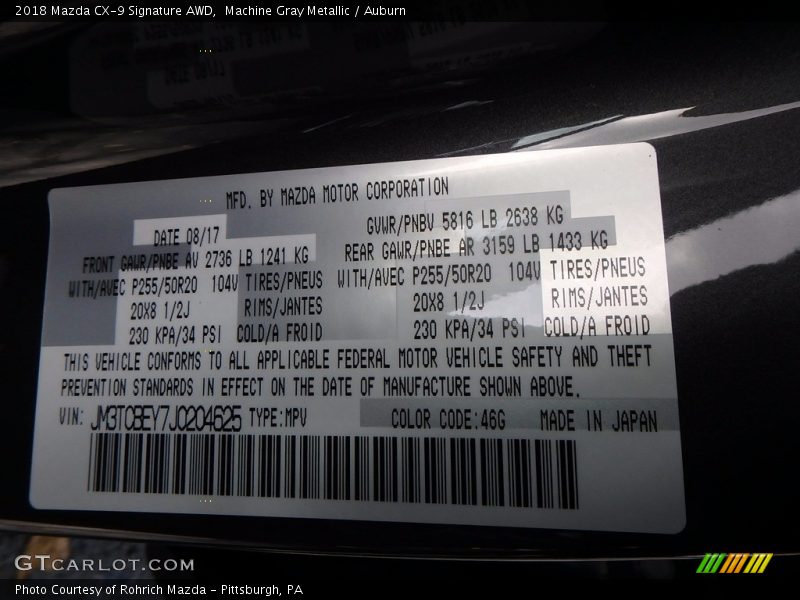 2018 Mazda CX-9 Signature AWD, Machine Gray Metallic / Auburn
MFD. BY MAZDA MOTOR CORPORATION
DATE 08/17 GVWR/PNBV 5816 LB 2638 KG
FRONT GAWR/PNBE AV 2736 LB 1241 KG REAR GAWR/PNBE AR 3159 LB 1433 KG
WITH/AVEC P255/50R20 104V TIRES/PNEUS WITH/AVEC P255/50R20 104V TIRES/PNEUS
20X8 1/2J RIMS/JANTES 20X8 1/2J RIMS/JANTES
230 KPA/34 PSI COLD/A FROID 230 KPA/34 PSI COLD/A FROID
THIS VEHICLE CONFORMS TO ALL APPLICABLE FEDERAL MOTOR VEHICLE SAFETY AND THEFT
PREVENTION STANDARDS IN EFFECT ON THE DATE OF MANUFACTURE SHOWN ABOVE.
VIN: JM3TCBEY7J0204625 TYPE:MPV COLOR CODE:46G MADE IN JAPAN
GTCARLOT.COM
Photo Courtesy of Rohrich Mazda - Pittsburgh, PA